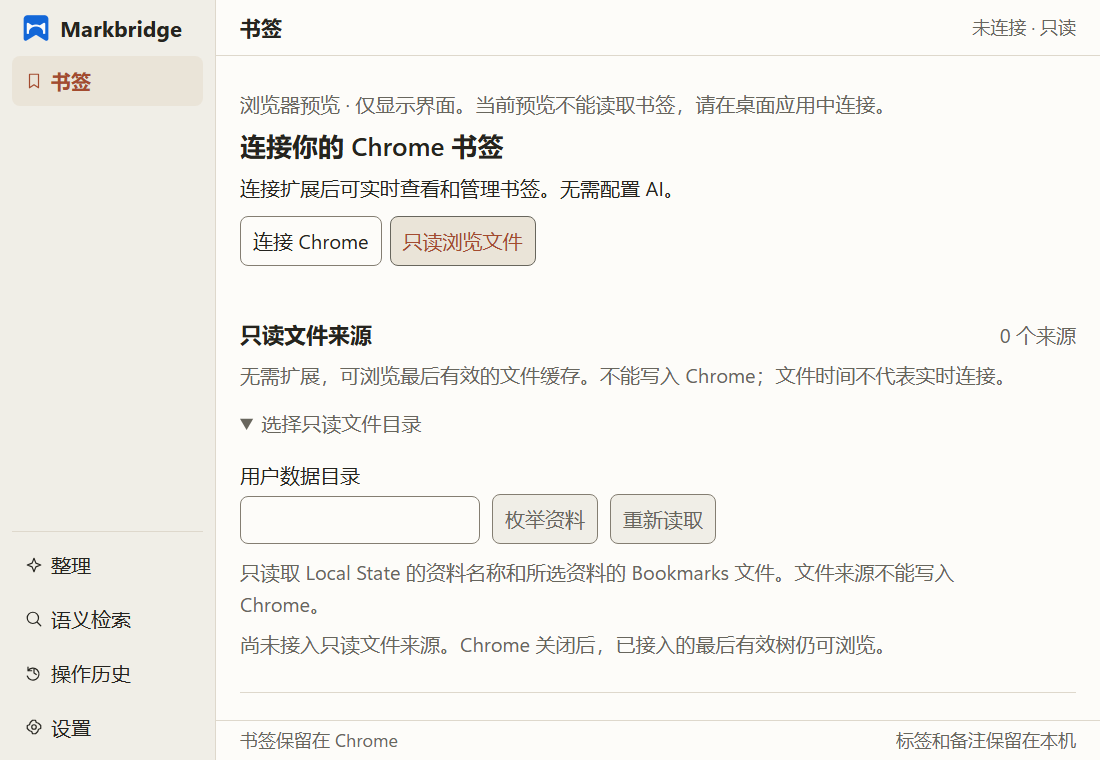 Markbridge
书签
整理
语义检索
操作历史
设置
书签
未连接 · 只读
浏览器预览 · 仅显示界面。当前预览不能读取书签，请在桌面应用中连接。
连接你的 Chrome 书签
连接扩展后可实时查看和管理书签。无需配置 AI。
连接 Chrome
只读浏览文件
只读文件来源
0 个来源
无需扩展，可浏览最后有效的文件缓存。不能写入 Chrome；文件时间不代表实时连接。
▼ 选择只读文件目录
用户数据目录
枚举资料
重新读取
只读取 Local State 的资料名称和所选资料的 Bookmarks 文件。文件来源不能写入
Chrome。
尚未接入只读文件来源。Chrome 关闭后，已接入的最后有效树仍可浏览。
书签保留在 Chrome
标签和备注保留在本机